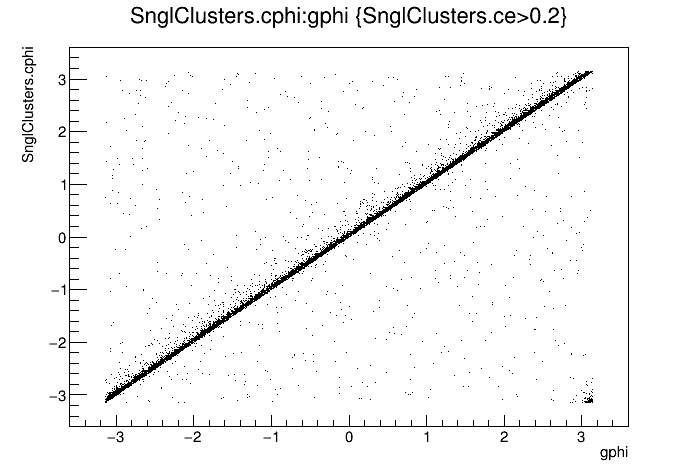 SnglClusters.cphi:gphi {SnglClusters.ce>0.2}
SnglClusters.cphi
3
2
1
0
−1
−2
−3
−3 −2 −1 0 1 2 3
gphi